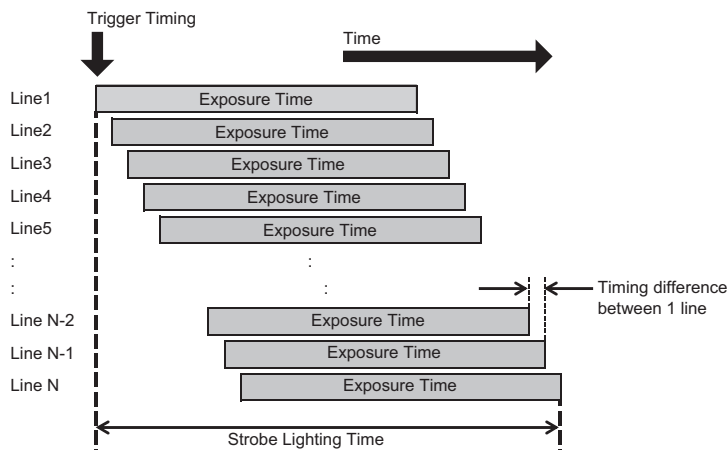 Trigger Timing
Time
Line1 Exposure Time
Line2 Exposure Time
Line3 Exposure Time
Line4 Exposure Time
Line5 Exposure Time
: :
: :
Timing difference
between 1 line
Line N-2 Exposure Time
Line N-1 Exposure Time
Line N Exposure Time
Strobe Lighting Time